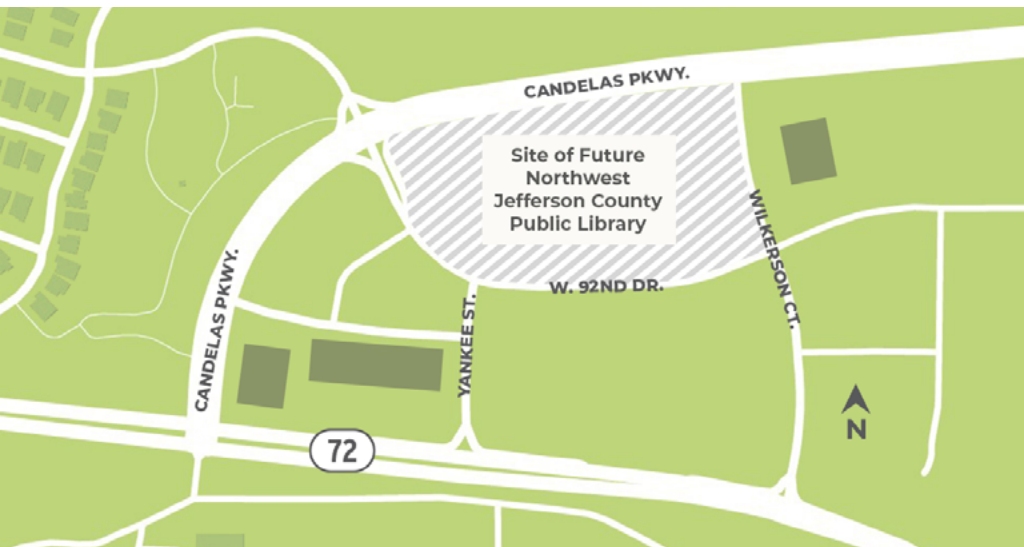 CANDELAS PKWY.
Site of Future
Northwest
Jefferson County
Public Library
WILKERSON CT.
CANDELAS PKWY.
W. 92ND DR.
YANKEE ST.
N
72